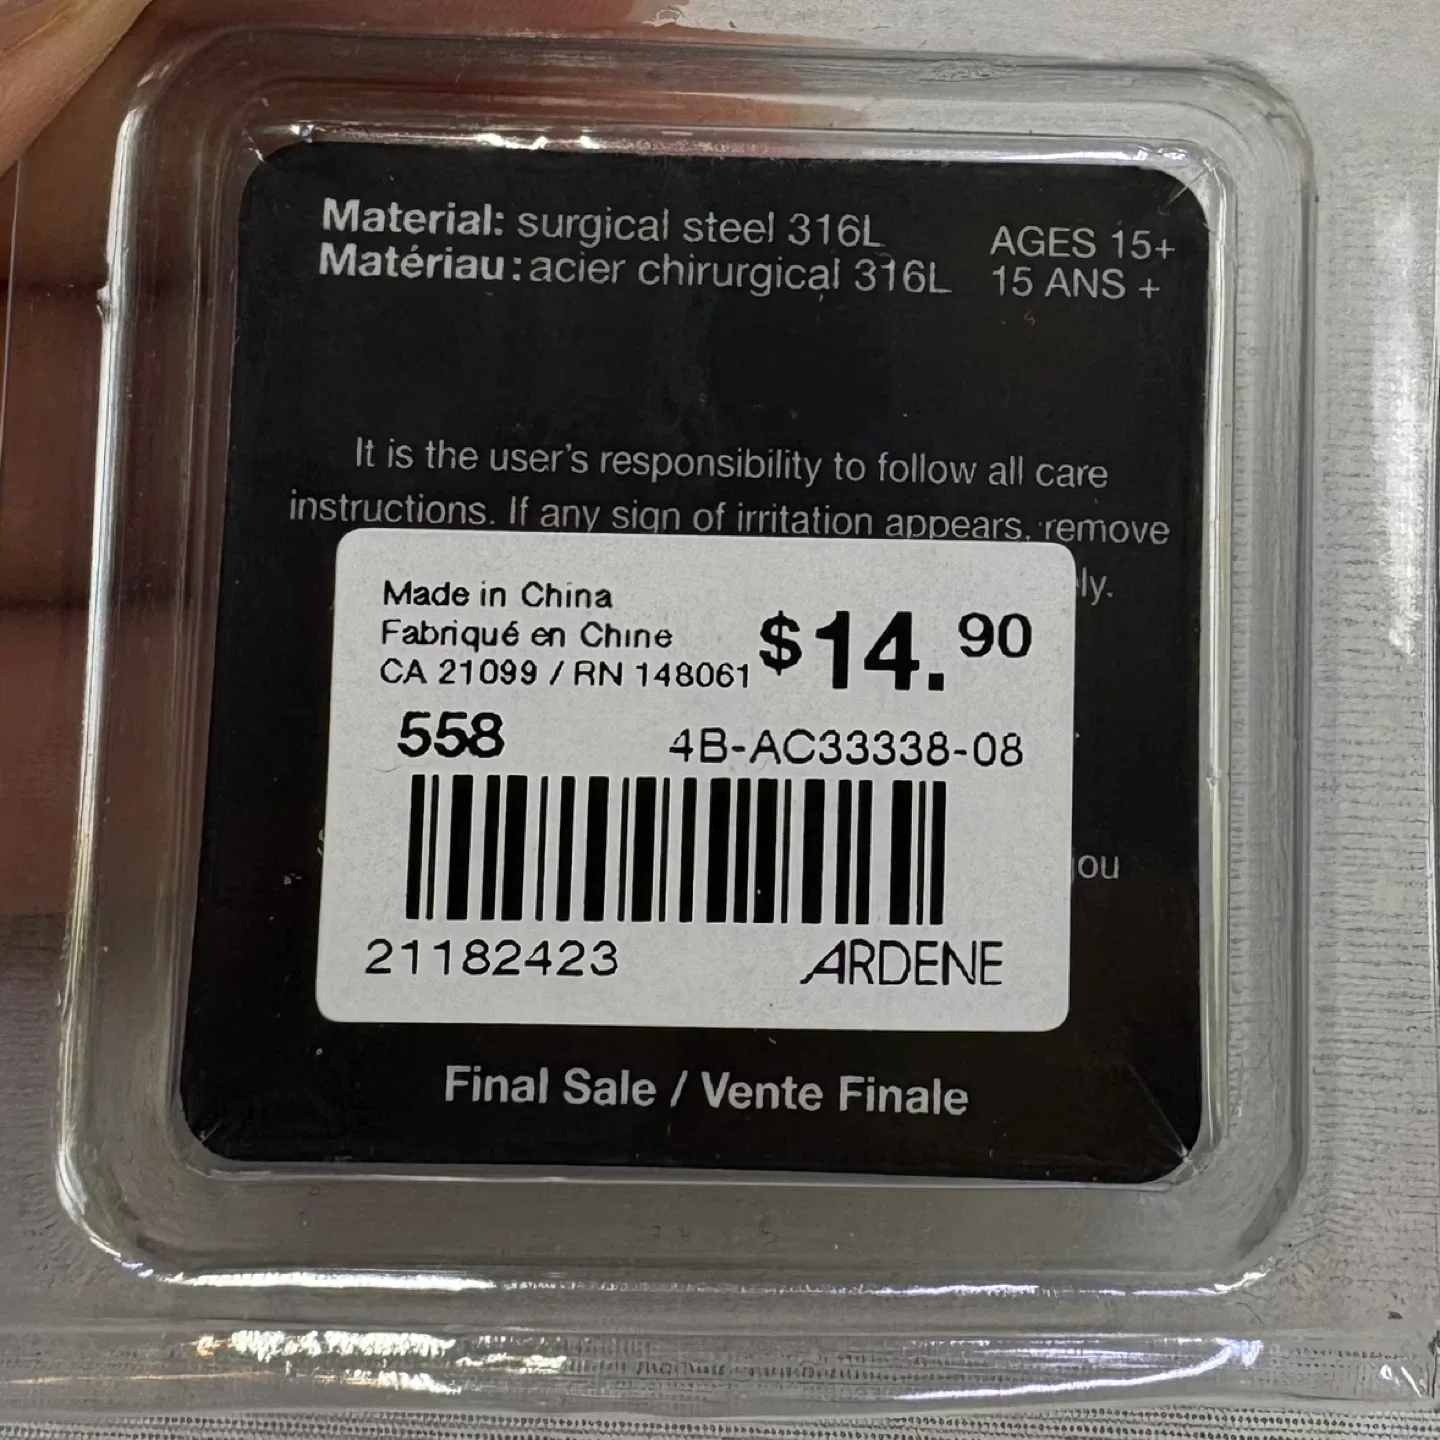 Material: surgical steel 316L
Matériau: acier chirurgical 316L
AGES 15+
15 ANS +
It is the user's responsibility to follow all care
instructions. If any sign of irritation appears, remove
ly.
Made in China
Fabriqué en Chine
CA 21099 / RN 148061
$14.90
558
4B-AC33338-08
ou
21182423
ARDENE
Final Sale / Vente Finale